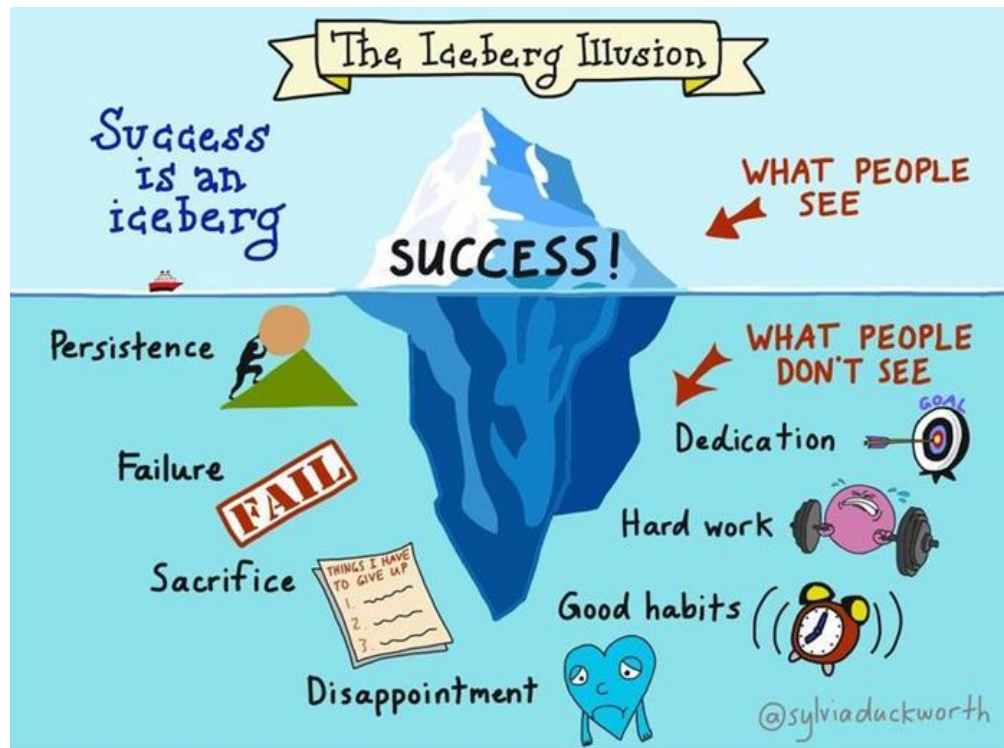 The Iceberg Illusion
Success
is an
iceberg
WHAT PEOPLE
SEE
SUCCESS!
Persistence
WHAT PEOPLE
DON'T SEE
GOAL
Dedication
Failure
FAIL
Hard work
Sacrifice
THINGS I HAVE
TO GIVE UP
1.
2.
3.
Good habits
Disappointment
@sylviaduckworth